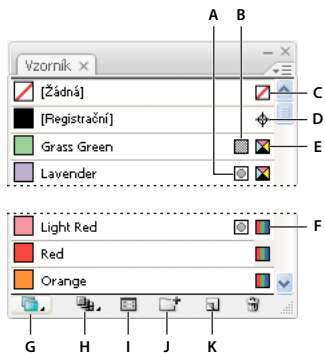 A B
Vzorník ×
[Žádná] C
[Registrační] D
Grass Green E
Lavender
Light Red F
Red
Orange
G H I J K